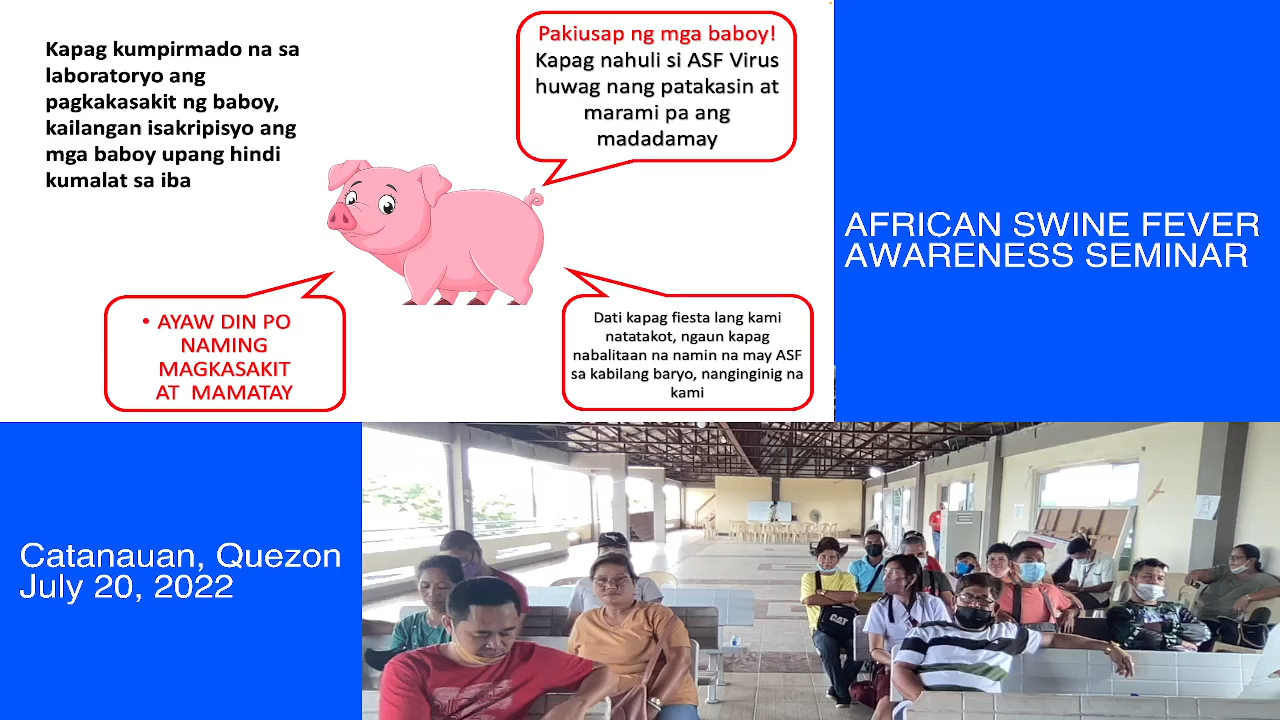 Kapag kumpirmado na sa
laboratoryo ang
pagkakasakit ng baboy,
kailangan isakripisyo ang
mga baboy upang hindi
kumalat sa iba
Pakiusap ng mga baboy!
Kapag nahuli si ASF Virus
huwag nang patakasin at
marami pa ang
madadamay
• AYAW DIN PO
NAMING
MAGKASAKIT
AT MAMATAY
Dati kapag fiesta lang kami
natatakot, ngaun kapag
nabalitaan na namin na may ASF
sa kabilang baryo, nanginginig na
kami
AFRICAN SWINE FEVER
AWARENESS SEMINAR
Catanauan, Quezon
July 20, 2022
CAT